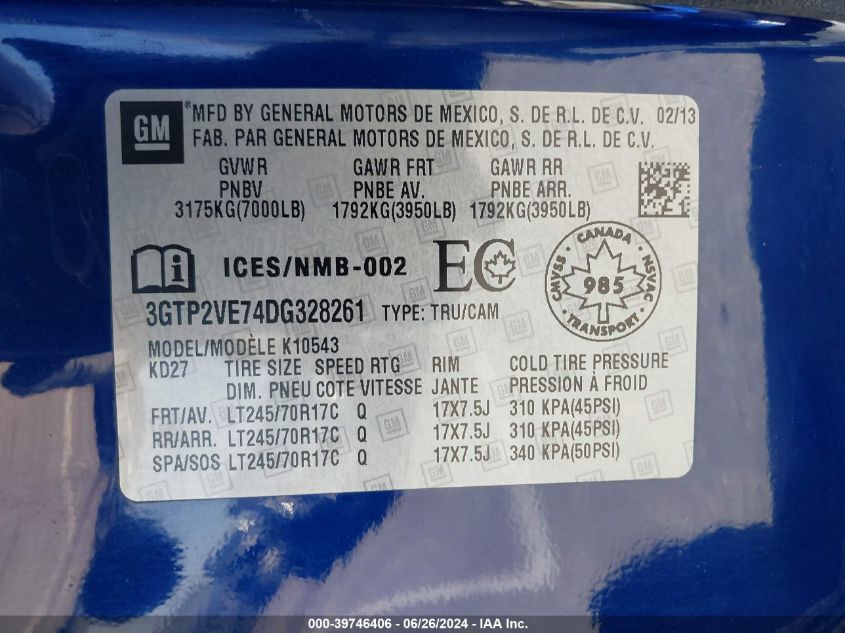 GM ® MFD BY GENERAL MOTORS DE MEXICO, S. DE R.L. DE C.V. 02/13
FAB. PAR GENERAL MOTORS DE MEXICO, S. DE R.L. DE C.V.
GVWR GAWR FRT GAWR RR
PNBV PNBE AV. PNBE ARR.
3175KG(7000LB) 1792KG(3950LB) 1792KG(3950LB)
i ICES/NMB-002 EC
CANADA
CMVSS 985 NSVAC
TRANSPORT
3GTP2VE74DG328261 TYPE: TRU/CAM
MODEL/MODÈLE K10543
KD27 TIRE SIZE SPEED RTG RIM COLD TIRE PRESSURE
DIM. PNEU COTE VITESSE JANTE PRESSION À FROID
FRT/AV. LT245/70R17C Q 17X7.5J 310 KPA(45PSI)
RR/ARR. LT245/70R17C Q 17X7.5J 310 KPA(45PSI)
SPA/SOS LT245/70R17C Q 17X7.5J 340 KPA(50PSI)
000-39746406 - 06/26/2024 - IAA Inc.